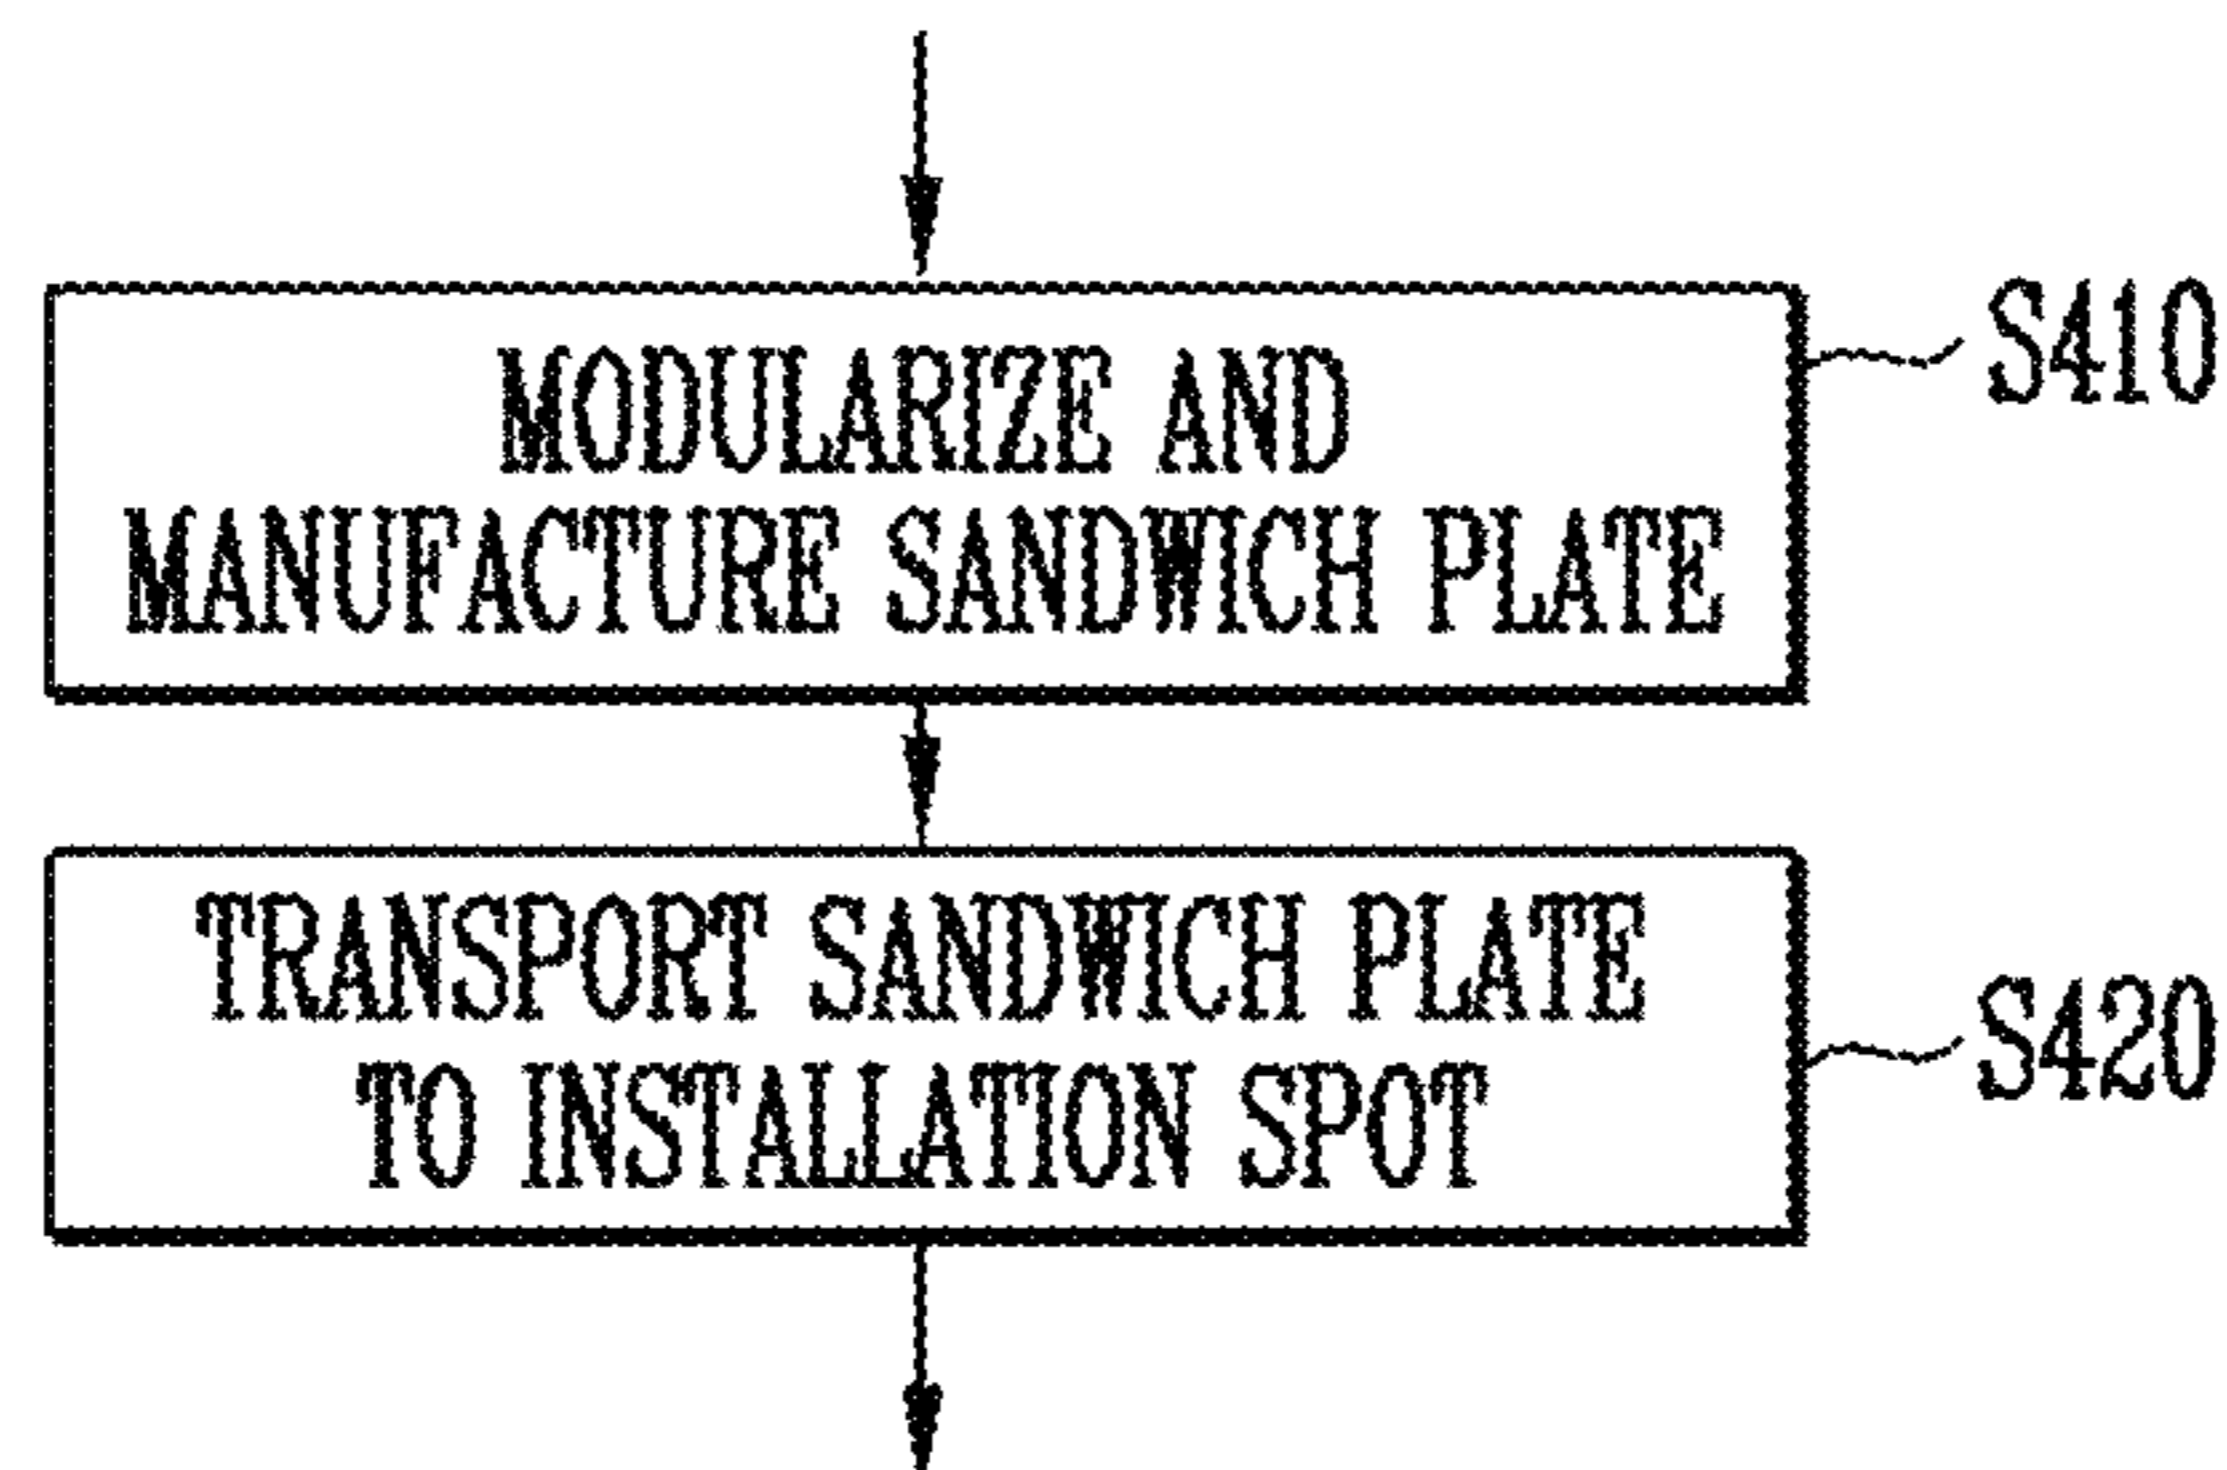 MODULARIZE AND
MANUFACTURE SANDWICH PLATE
S410
TRANSPORT SANDWICH PLATE
TO INSTALLATION SPOT
S420